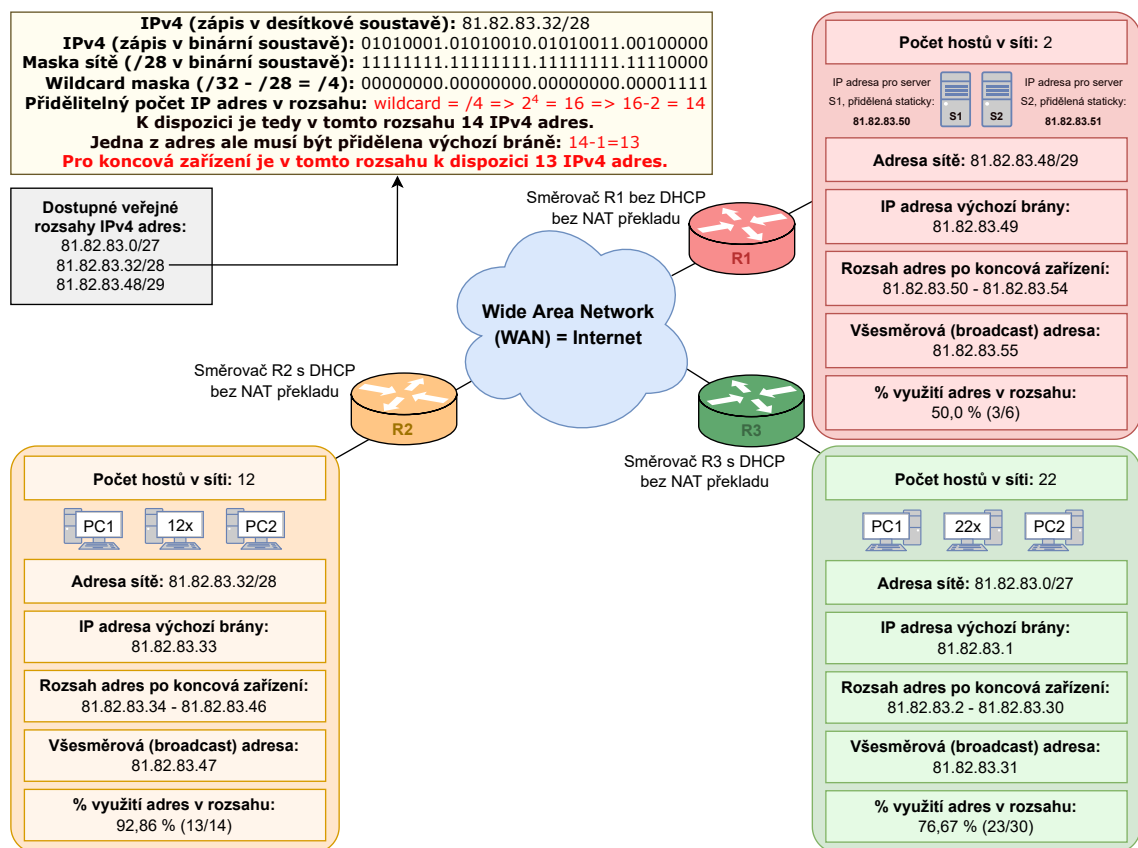 IPv4 (zápis v desítkové soustavě): 81.82.83.32/28
IPv4 (zápis v binární soustavě): 01010001.01010010.01010011.00100000
Maska sítě (/28 v binární soustavě): 11111111.11111111.11111111.11110000
Wildcard maska (/32 - /28 = /4): 00000000.00000000.00000000.00001111
Přidělitelný počet IP adres v rozsahu: wildcard = /4 => 2⁴ = 16 => 16-2 = 14
K dispozici je tedy v tomto rozsahu 14 IPv4 adres.
Jedna z adres ale musí být přidělena výchozí bráně: 14-1=13
Pro koncová zařízení je v tomto rozsahu k dispozici 13 IPv4 adres.
Dostupné veřejné
rozsahy IPv4 adres:
81.82.83.0/27
81.82.83.32/28
81.82.83.48/29
Směrovač R1 bez DHCP
bez NAT překladu
R1
Wide Area Network
(WAN) = Internet
Směrovač R2 s DHCP
bez NAT překladu
R2
R3
Směrovač R3 s DHCP
bez NAT překladu
Počet hostů v síti: 2
IP adresa pro server
S1, přidělená staticky:
81.82.83.50
S1
S2
IP adresa pro server
S2, přidělená staticky:
81.82.83.51
Adresa sítě: 81.82.83.48/29
IP adresa výchozí brány:
81.82.83.49
Rozsah adres po koncová zařízení:
81.82.83.50 - 81.82.83.54
Všesměrová (broadcast) adresa:
81.82.83.55
% využití adres v rozsahu:
50,0 % (3/6)
Počet hostů v síti: 12
PC1
12x
PC2
Adresa sítě: 81.82.83.32/28
IP adresa výchozí brány:
81.82.83.33
Rozsah adres po koncová zařízení:
81.82.83.34 - 81.82.83.46
Všesměrová (broadcast) adresa:
81.82.83.47
% využití adres v rozsahu:
92,86 % (13/14)
Počet hostů v síti: 22
PC1
22x
PC2
Adresa sítě: 81.82.83.0/27
IP adresa výchozí brány:
81.82.83.1
Rozsah adres po koncová zařízení:
81.82.83.2 - 81.82.83.30
Všesměrová (broadcast) adresa:
81.82.83.31
% využití adres v rozsahu:
76,67 % (23/30)